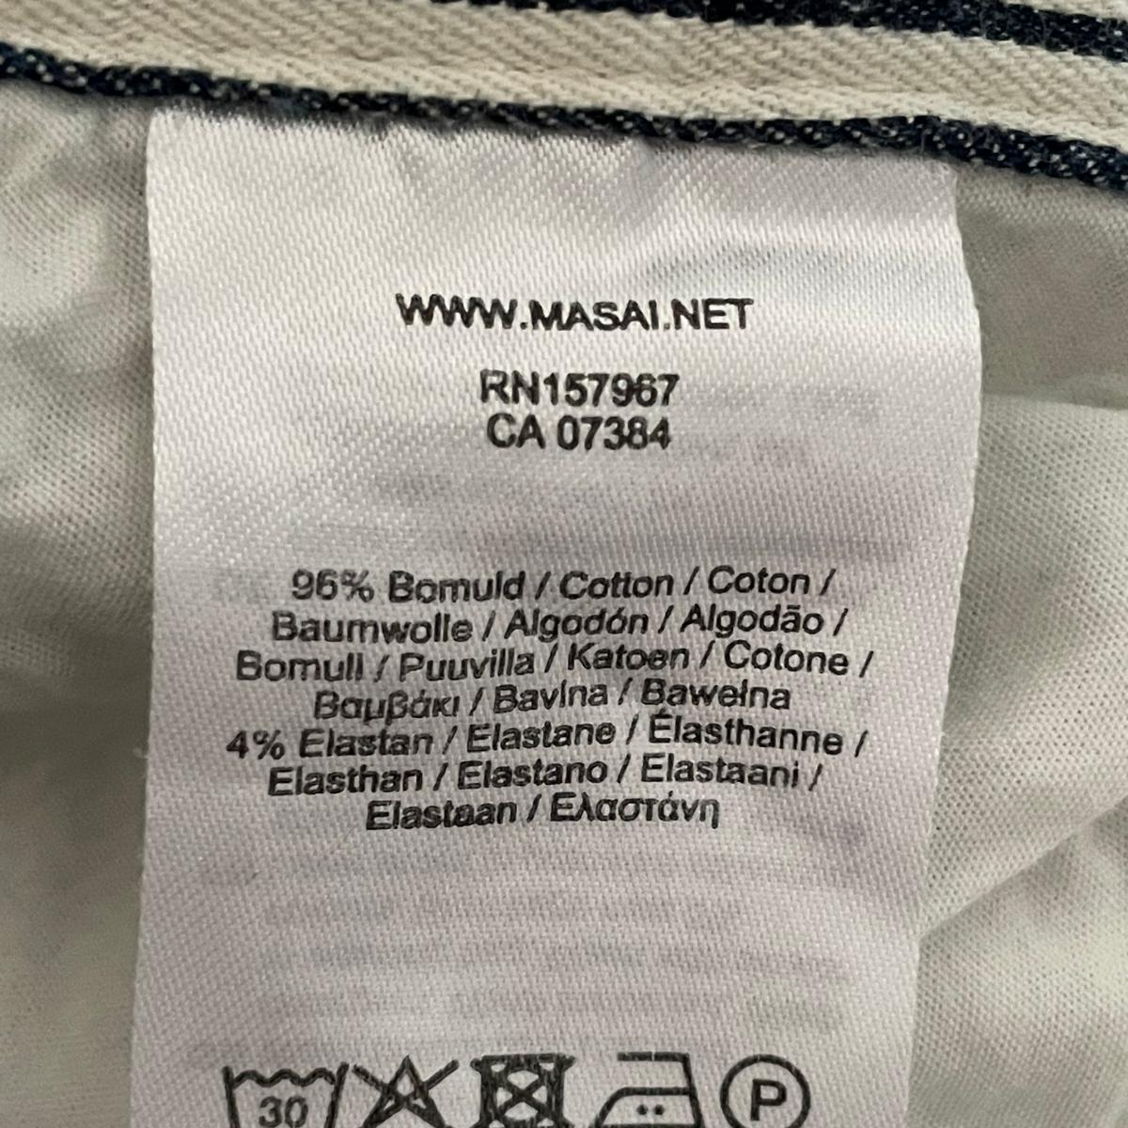 WWW.MASAI.NET
RN157967
CA 07384
96% Bomuld / Cotton / Coton /
Baumwolle / Algodón / Algodão /
Bomull / Puuvilla / Katoen / Cotone /
Βαμβάκι / Bavlna / Bawełna
4% Elastan / Elastane / Élasthanne /
Elasthan / Elastano / Elastaani /
Elastaan / Ελαστάνη
30 P